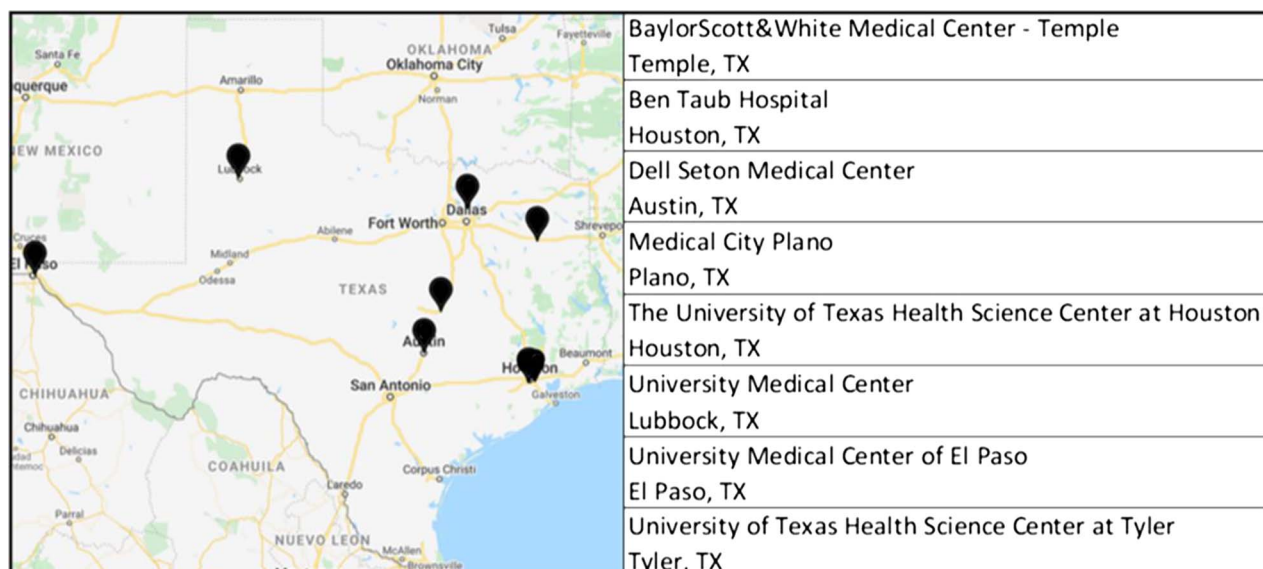 Tulsa
Fayetteville
Santa Fe
OKLAHOMA
Oklahoma City
querque
Amarillo
Norman
EW MEXICO
Lubbock
Dallas
Fort Worth
Shrevepo
Cruces
Abilene
El Paso
Midland
Odessa
TEXAS
Austin
Beaumont
Houston
San Antonio
Galveston
CHIHUAHUA
Chihuahua
Delicias
dad
temoc
COAHUILA
Corpus Christi
Laredo
Parral
NUEVO LEON
McAllen
Brownsville
BaylorScott&White Medical Center - Temple
Temple, TX
Ben Taub Hospital
Houston, TX
Dell Seton Medical Center
Austin, TX
Medical City Plano
Plano, TX
The University of Texas Health Science Center at Houston
Houston, TX
University Medical Center
Lubbock, TX
University Medical Center of El Paso
El Paso, TX
University of Texas Health Science Center at Tyler
Tyler, TX